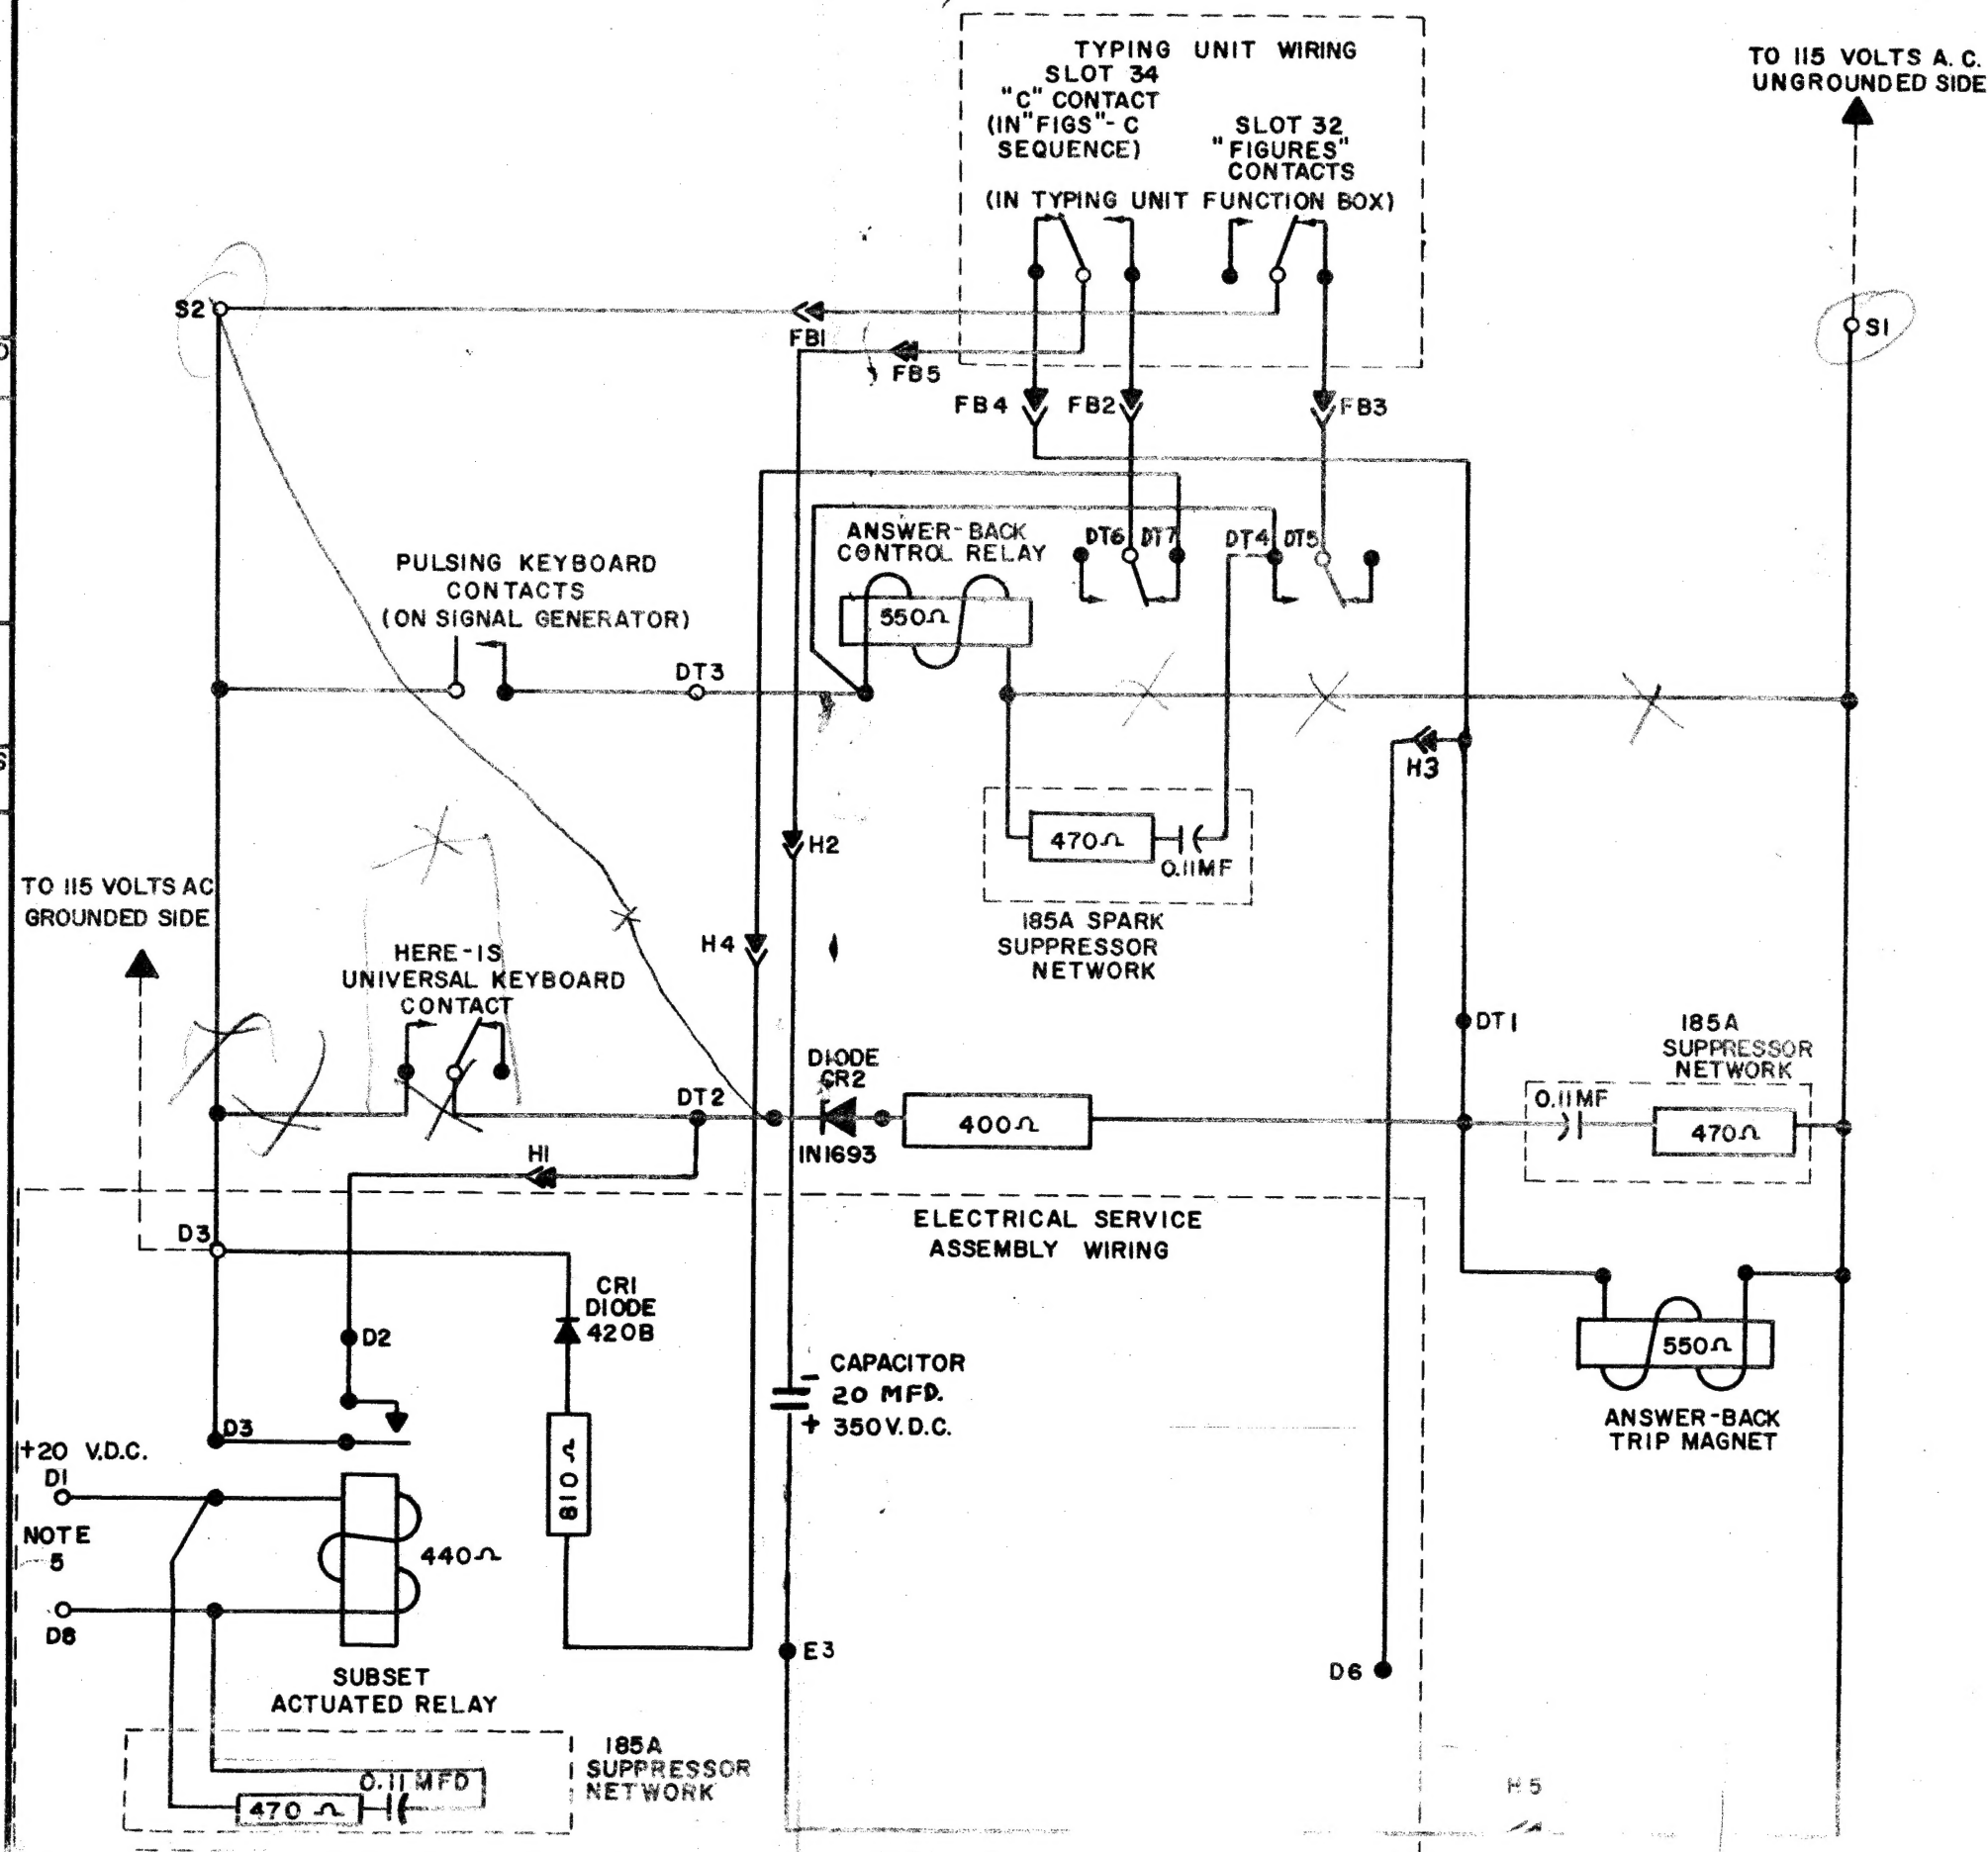 TYPING UNIT WIRING
SLOT 34
"C" CONTACT
(IN "FIGS"- C
SEQUENCE)
SLOT 32
"FIGURES"
CONTACTS
(IN TYPING UNIT FUNCTION BOX)
TO 115 VOLTS A.C.
UNGROUNDED SIDE
S2
FB1
FB5
S1
FB4
FB2
FB3
ANSWER-BACK
CONTROL RELAY
DT6
DT7
DT4
DT5
550Ω
PULSING KEYBOARD
CONTACTS
(ON SIGNAL GENERATOR)
DT3
H3
H2
470Ω
0.11MF
185A SPARK
SUPPRESSOR
NETWORK
TO 115 VOLTS AC
GROUNDED SIDE
H4
HERE-IS
UNIVERSAL KEYBOARD
CONTACT
DT1
185A
SUPPRESSOR
NETWORK
0.11MF
470Ω
DT2
DIODE
CR2
IN1693
400Ω
H1
D3
ELECTRICAL SERVICE
ASSEMBLY WIRING
CR1
DIODE
420B
D2
CAPACITOR
20 MFD.
350V.D.C.
-
+
550Ω
ANSWER-BACK
TRIP MAGNET
D3
+20 V.D.C.
D1
810Ω
NOTE
5
440Ω
D8
E3
D6
SUBSET
ACTUATED RELAY
185A
SUPPRESSOR
NETWORK
0.11 MFD
470 Ω
H5